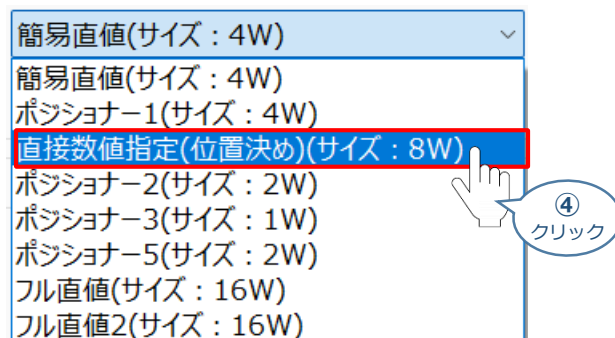 簡易直値(サイズ：4W)
簡易直値(サイズ：4W)
ポジショナー1(サイズ：4W)
直接数値指定(位置決め)(サイズ：8W)
ポジショナー2(サイズ：2W)
ポジショナー3(サイズ：1W)
ポジショナー5(サイズ：2W)
フル直値(サイズ：16W)
フル直値2(サイズ：16W)
④
クリック